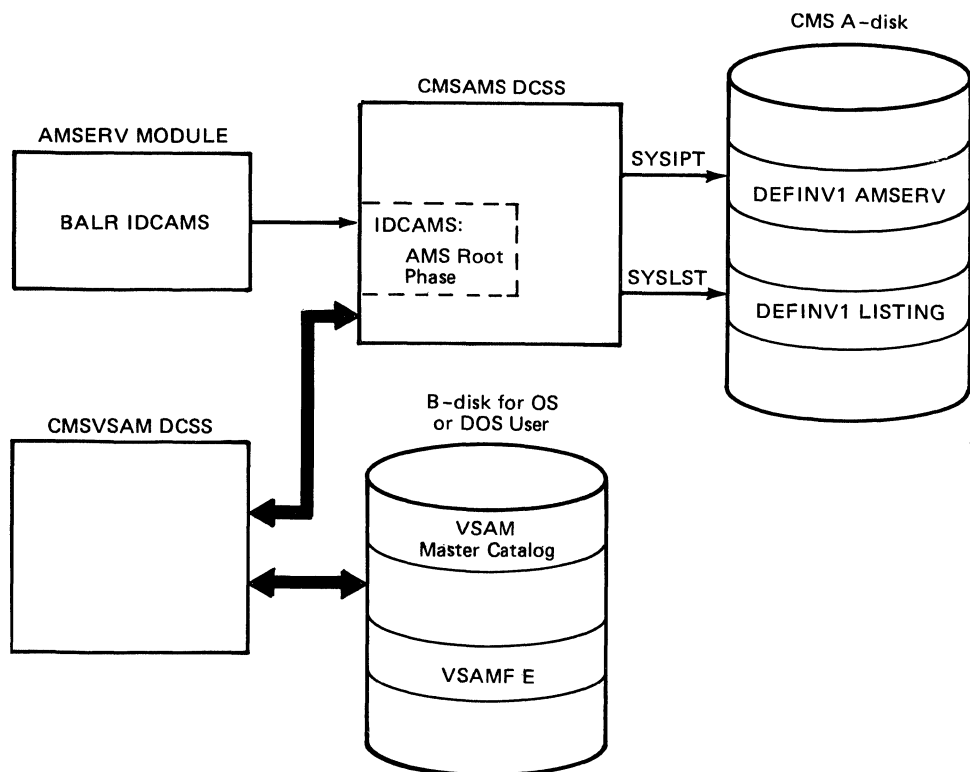 CMS A-disk
CMSAMS DCSS
AMSERV MODULE
BALR IDCAMS
IDCAMS:
AMS Root
Phase
SYSIPT
DEFINV1 AMSERV
SYSLST
DEFINV1 LISTING
CMSVSAM DCSS
B-disk for OS
or DOS User
VSAM
Master Catalog
VSAMF E